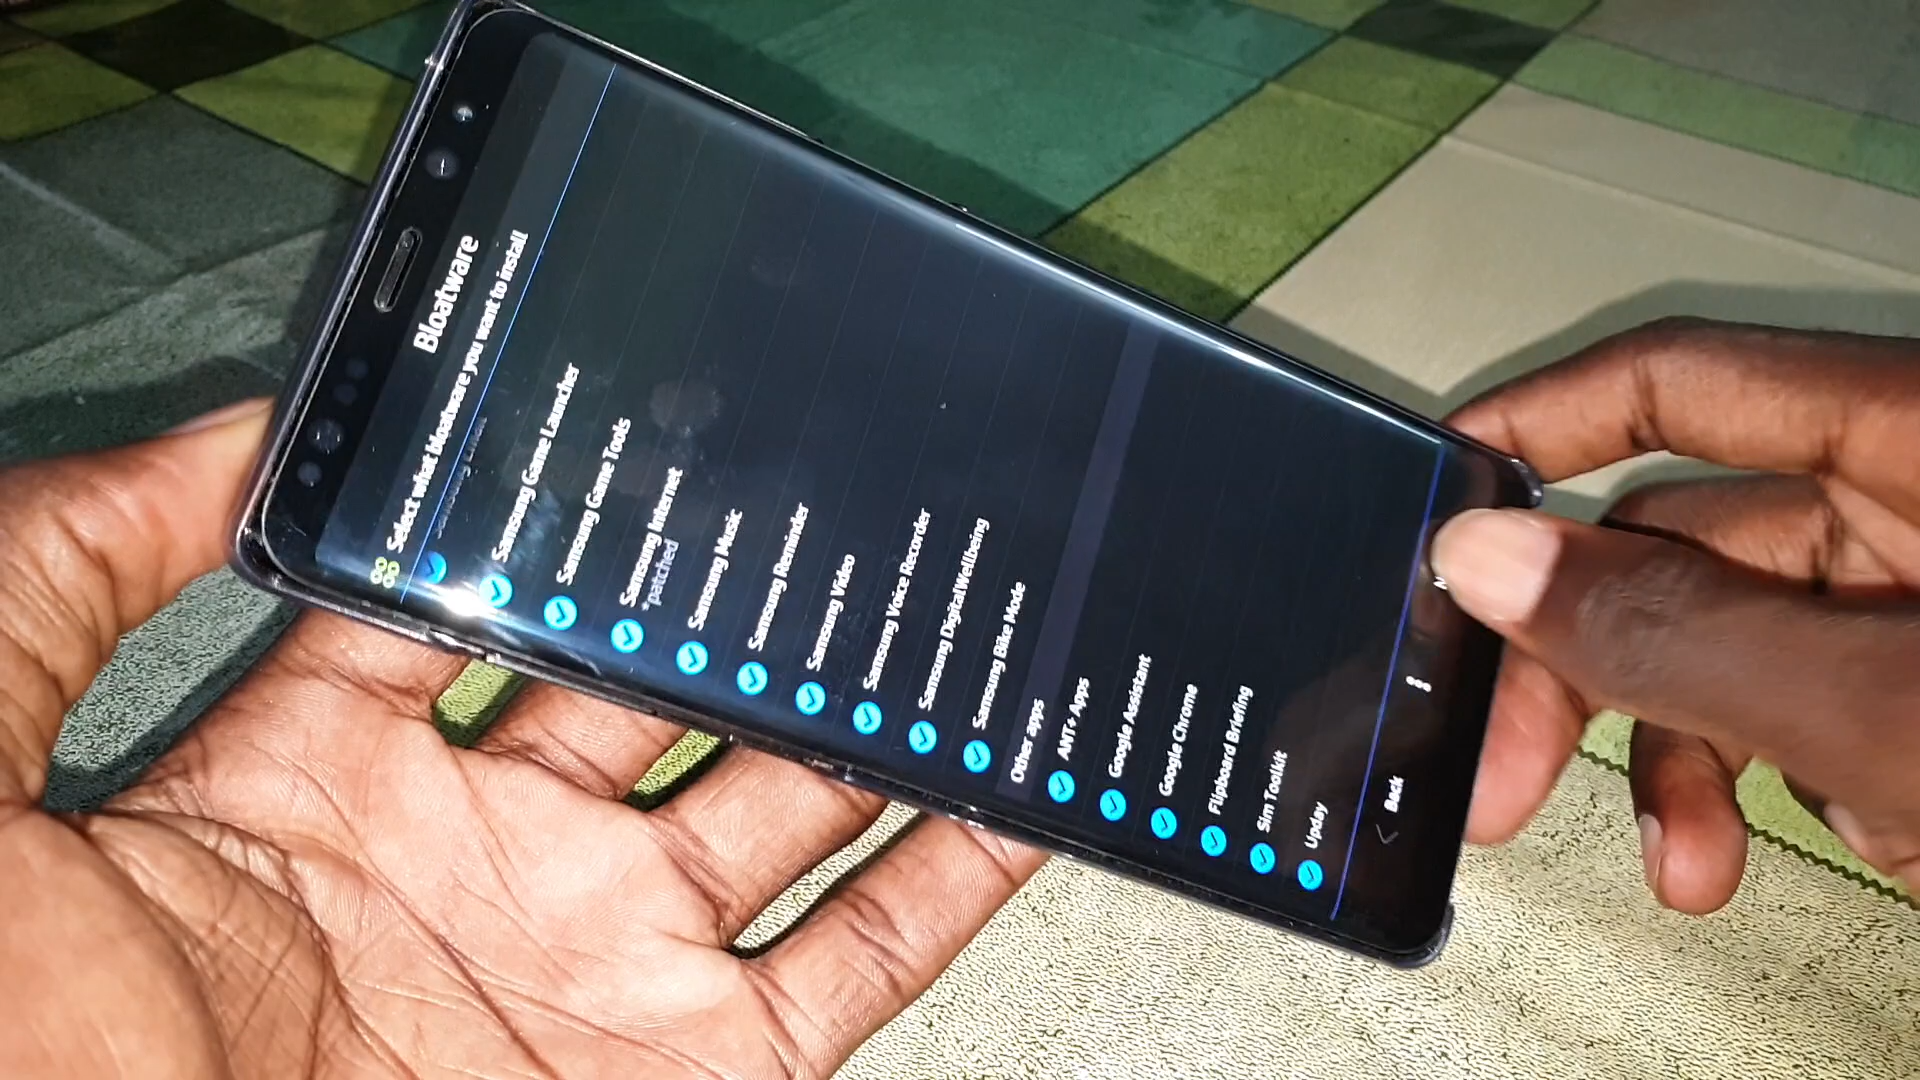 Bloatware
Select what bloatware you want to install
Samsung Game Launcher
Samsung Game Tools
Samsung Internet
*patched
Samsung Music
Samsung Reminder
Samsung Video
Samsung Voice Recorder
Samsung DigitalWellbeing
Samsung Bike Mode
Other apps
ANT+ Apps
Google Assistant
Google Chrome
Flipboard Briefing
Sim Toolkit
Upday
Back